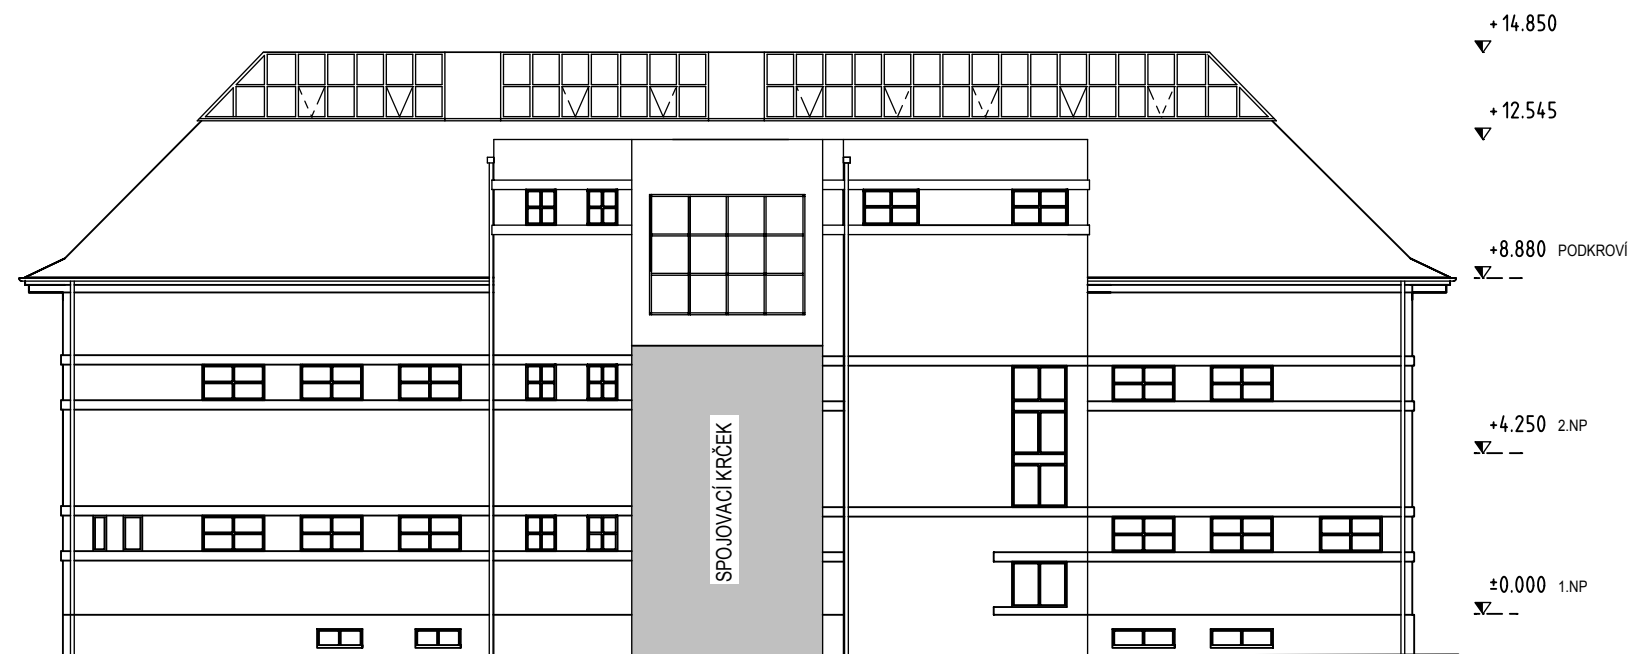 +14.850
+12.545
+8.880 PODKROVÍ
+4.250 2.NP
SPOJOVACÍ KRČEK
±0.000 1.NP